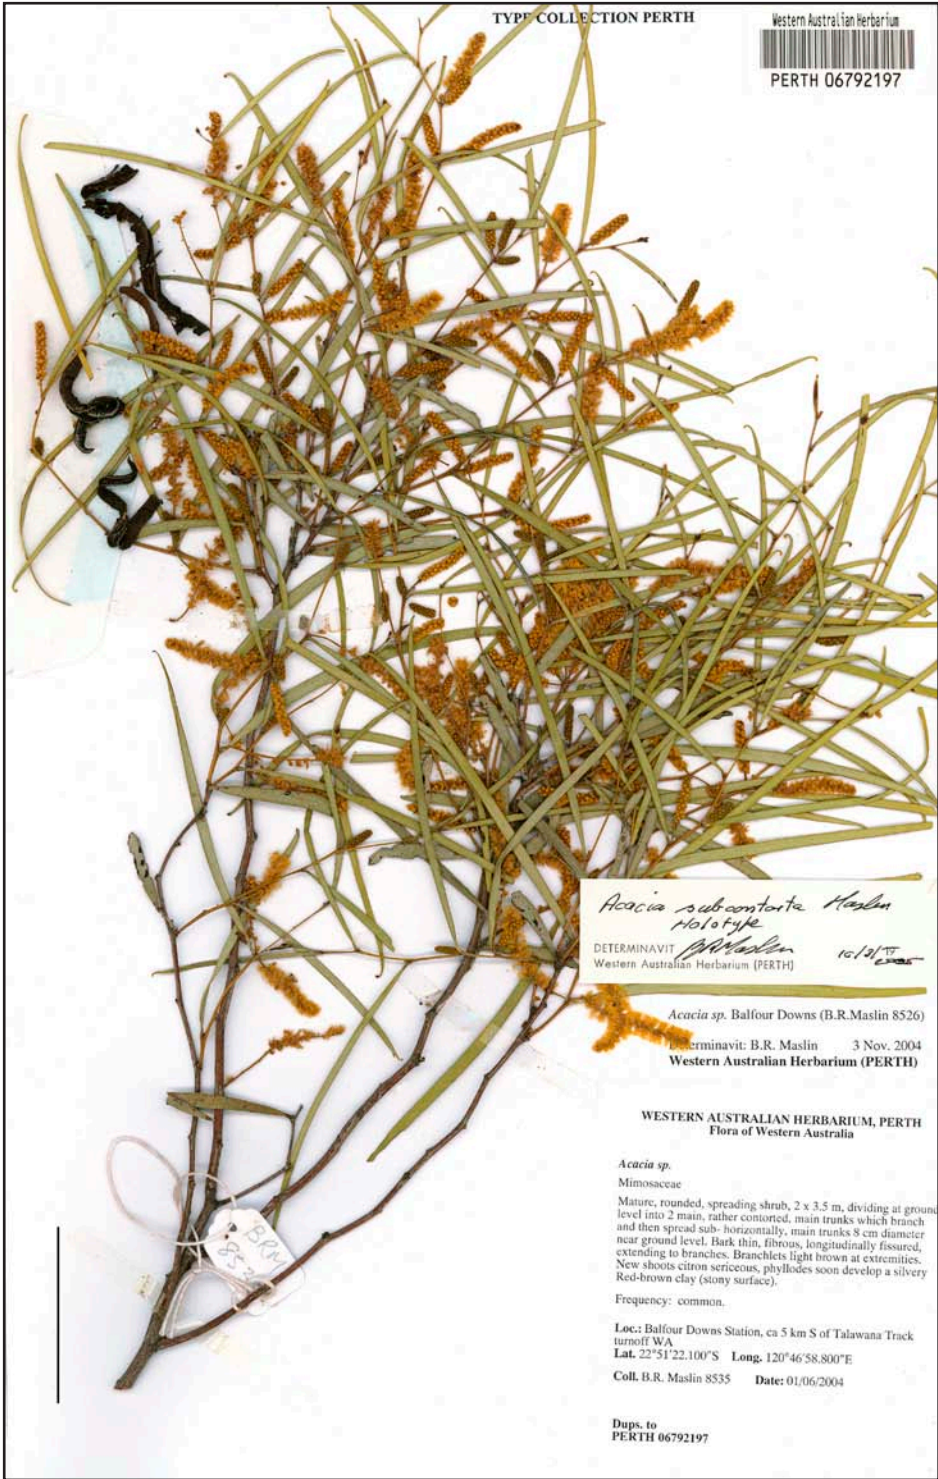 TYPE COLLECTION PERTH
Western Australian Herbarium
PERTH 06792197
Acacia subcontorta Maslin
Holotype
DETERMINAVIT BRMaslin
Western Australian Herbarium (PERTH)
Acacia sp. Balfour Downs (B.R.Maslin 8526)
erminavit: B.R. Maslin 3 Nov. 2004
Western Australian Herbarium (PERTH)
WESTERN AUSTRALIAN HERBARIUM, PERTH
Flora of Western Australia
Acacia sp.
Mimosaceae
Mature, rounded, spreading shrub, 2 x 3.5 m, dividing at ground
level into 2 main, rather contorted, main trunks which branch
and then spread sub- horizontally, main trunks 8 cm diameter
near ground level. Bark thin, fibrous, longitudinally fissured,
extending to branches. Branchlets light brown at extremities.
New shoots citron sericeous, phyllodes soon develop a silvery
Red-brown clay (stony surface).
Frequency: common.
Loc.: Balfour Downs Station, ca 5 km S of Talawana Track
turnoff WA
Lat. 22°51'22.100"S Long. 120°46'58.800"E
Coll. B.R. Maslin 8535 Date: 01/06/2004
Dups. to
PERTH 06792197
BRM
853